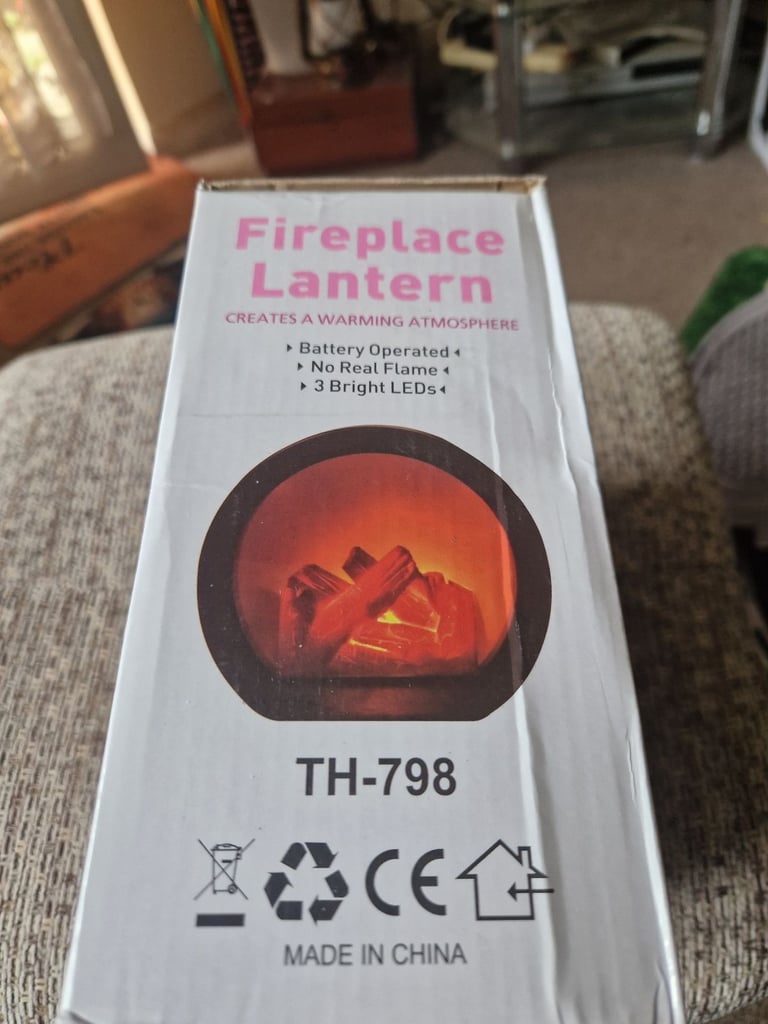 Fireplace
Lantern
CREATES A WARMING ATMOSPHERE
Battery Operated
No Real Flame
3 Bright LEDs
TH-798
CE
MADE IN CHINA